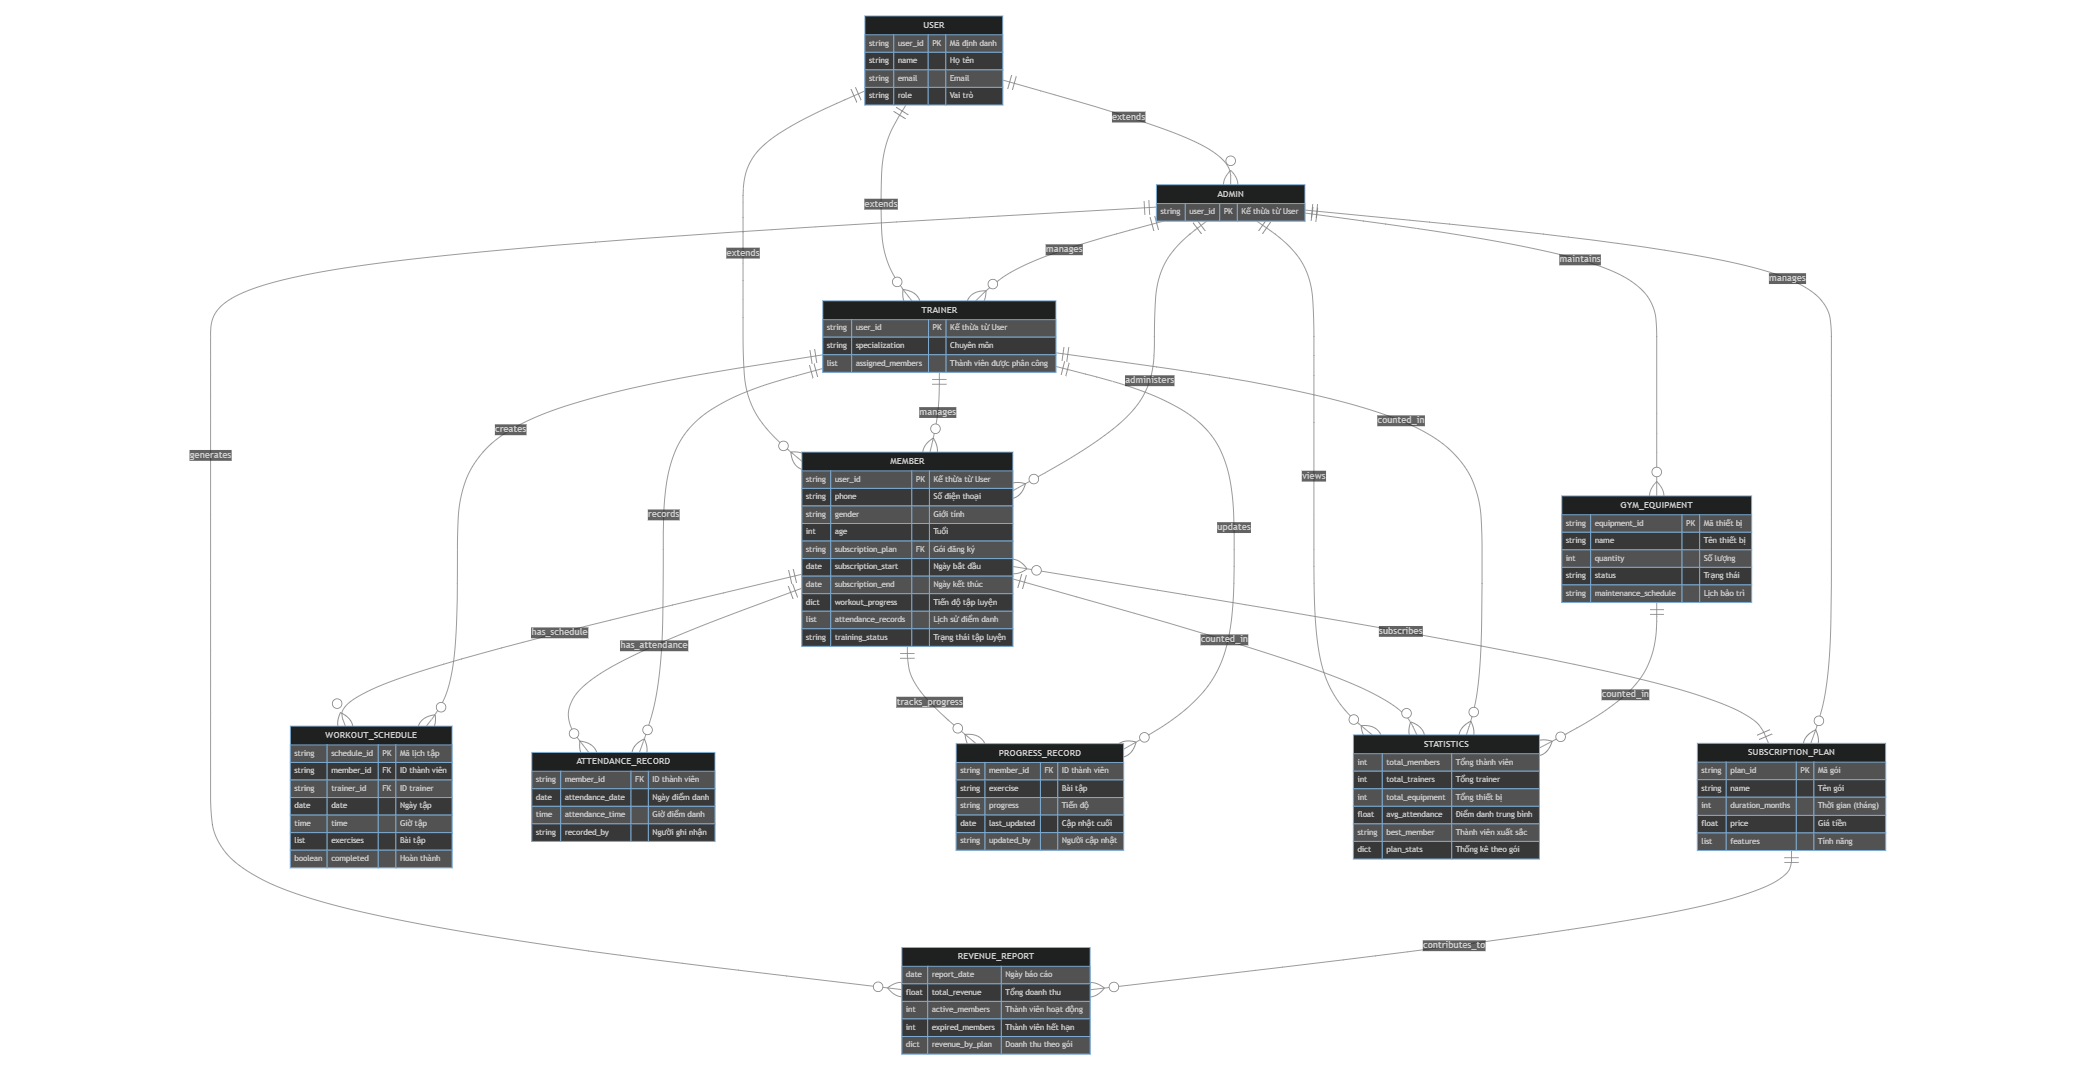 USER
string user_id PK Mã định danh
string name Họ tên
string email Email
string role Vai trò
extends
ADMIN
string user_id PK Kế thừa từ User
extends
manages
extends
maintains
manages
TRAINER
string user_id PK Kế thừa từ User
string specialization Chuyên môn
list assigned_members Thành viên được phân công
administers
manages
counted_in
creates
generates
views
MEMBER
string user_id PK Kế thừa từ User
string phone Số điện thoại
string gender Giới tính
int age Tuổi
string subscription_plan FK Gói đăng ký
date subscription_start Ngày bắt đầu
date subscription_end Ngày kết thúc
dict workout_progress Tiến độ tập luyện
list attendance_records Lịch sử điểm danh
string training_status Trạng thái tập luyện
GYM_EQUIPMENT
string equipment_id PK Mã thiết bị
string name Tên thiết bị
int quantity Số lượng
string status Trạng thái
string maintenance_schedule Lịch bảo trì
records
updates
has_schedule
has_attendance
counted_in
subscribes
tracks_progress
counted_in
WORKOUT_SCHEDULE
string schedule_id PK Mã lịch tập
string member_id FK ID thành viên
string trainer_id FK ID trainer
date date Ngày tập
time time Giờ tập
list exercises Bài tập
boolean completed Hoàn thành
ATTENDANCE_RECORD
string member_id FK ID thành viên
date attendance_date Ngày điểm danh
time attendance_time Giờ điểm danh
string recorded_by Người ghi nhận
PROGRESS_RECORD
string member_id FK ID thành viên
string exercise Bài tập
string progress Tiến độ
date last_updated Cập nhật cuối
string updated_by Người cập nhật
STATISTICS
int total_members Tổng thành viên
int total_trainers Tổng trainer
int total_equipment Tổng thiết bị
float avg_attendance Điểm danh trung bình
string best_member Thành viên xuất sắc
dict plan_stats Thống kê theo gói
SUBSCRIPTION_PLAN
string plan_id PK Mã gói
string name Tên gói
int duration_months Thời gian (tháng)
float price Giá tiền
list features Tính năng
contributes_to
REVENUE_REPORT
date report_date Ngày báo cáo
float total_revenue Tổng doanh thu
int active_members Thành viên hoạt động
int expired_members Thành viên hết hạn
dict revenue_by_plan Doanh thu theo gói